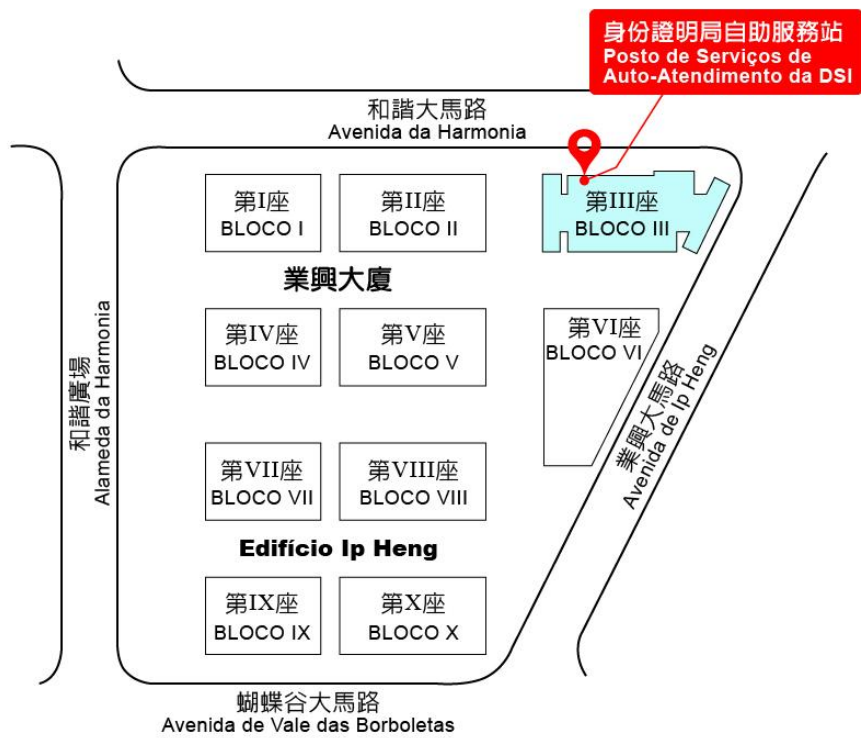 身份證明局自助服務站
Posto de Serviços de
Auto-Atendimento da DSI
和諧大馬路
Avenida da Harmonia
第I座
BLOCO I
第II座
BLOCO II
第III座
BLOCO III
業興大廈
第IV座
BLOCO IV
第V座
BLOCO V
第VI座
BLOCO VI
和諧廣場
Alameda da Harmonia
業興大馬路
Avenida de Ip Heng
第VII座
BLOCO VII
第VIII座
BLOCO VIII
Edifício Ip Heng
第IX座
BLOCO IX
第X座
BLOCO X
蝴蝶谷大馬路
Avenida de Vale das Borboletas